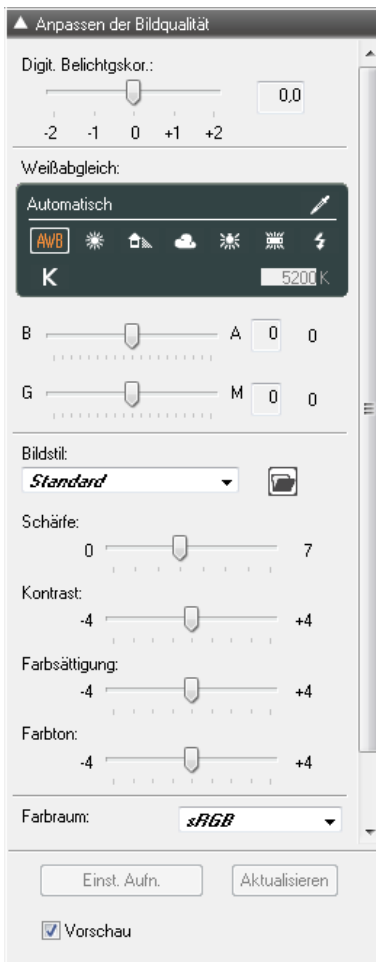 Anpassen der Bildqualität
Digit. Belichtgskor.:
0,0
-2 -1 0 +1 +2
Weißabgleich:
Automatisch
AWB
K 5200 K
B A 0 0
G M 0 0
Bildstil:
Standard
Schärfe:
0 7
Kontrast:
-4 +4
Farbsättigung:
-4 +4
Farbton:
-4 +4
Farbraum: sRGB
Einst. Aufn. Aktualisieren
Vorschau